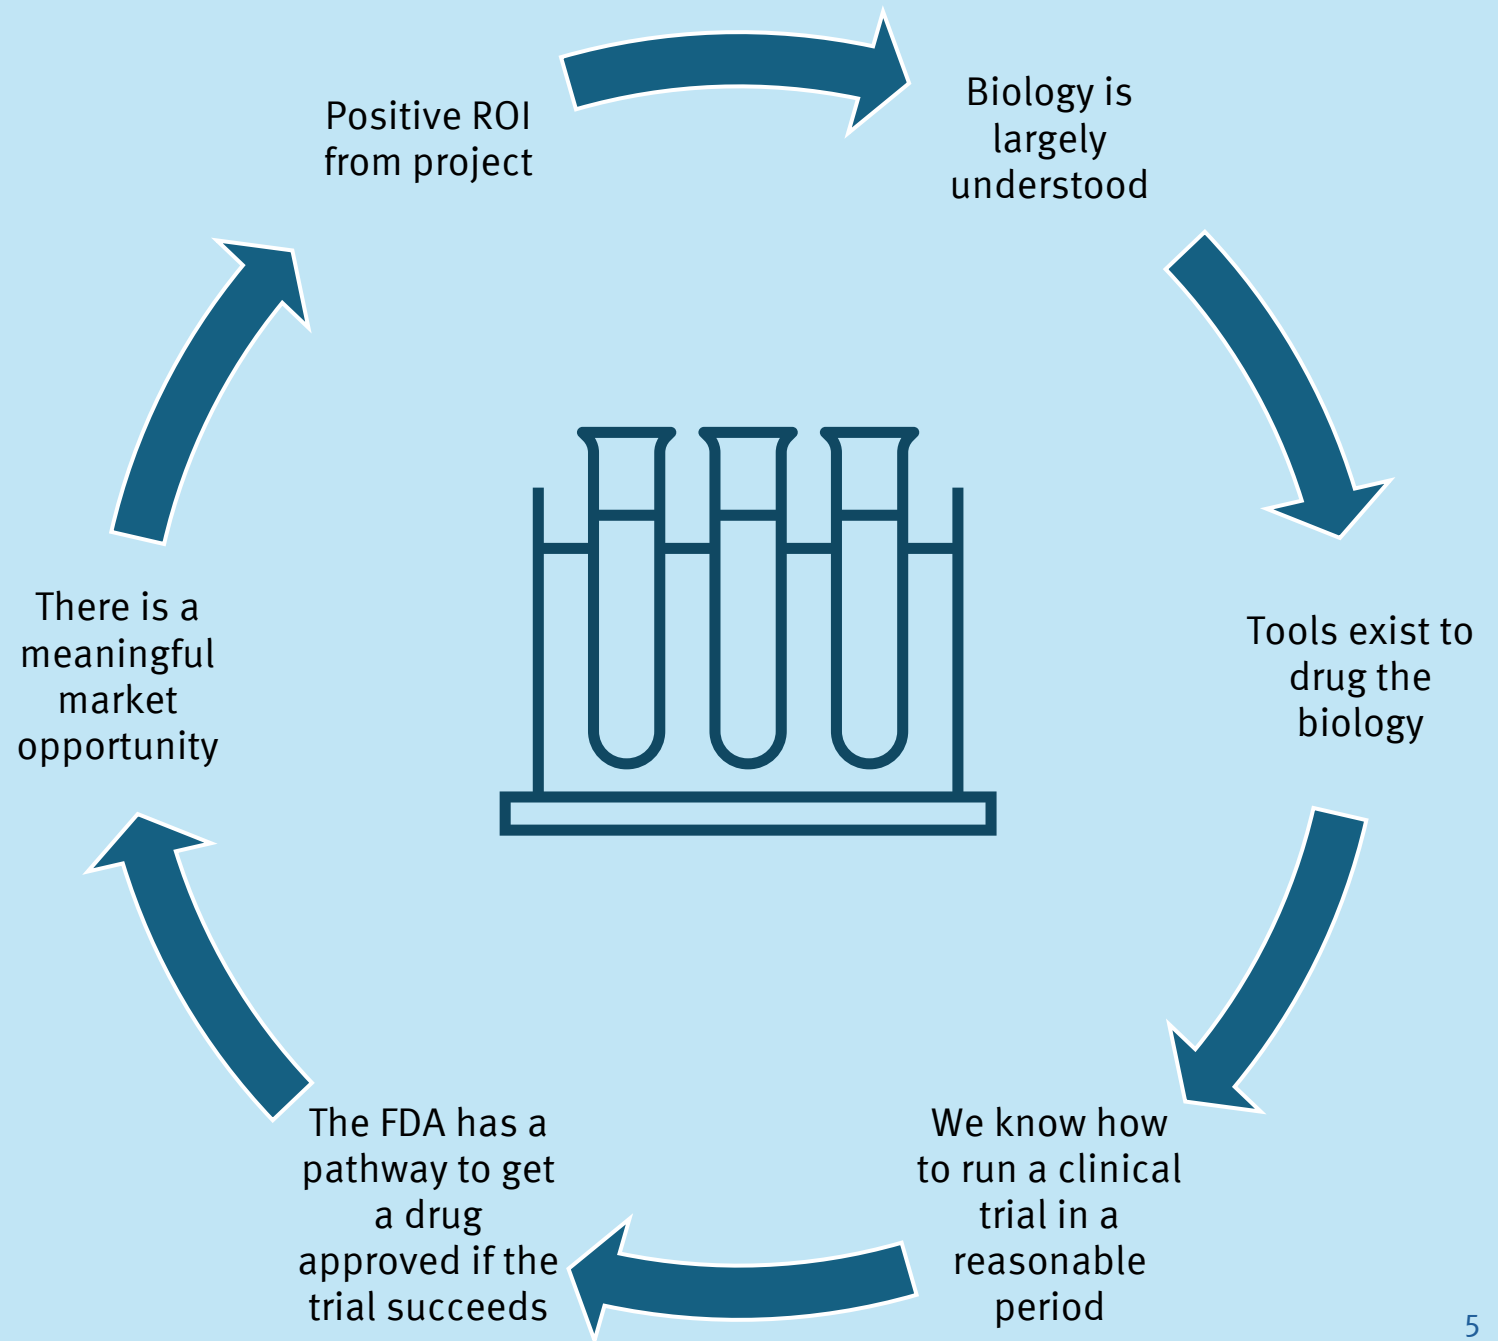 Positive ROI
from project
Biology is
largely
understood
Tools exist to
drug the
biology
We know how
to run a clinical
trial in a
reasonable
period
The FDA has a
pathway to get
a drug
approved if the
trial succeeds
There is a
meaningful
market
opportunity
5